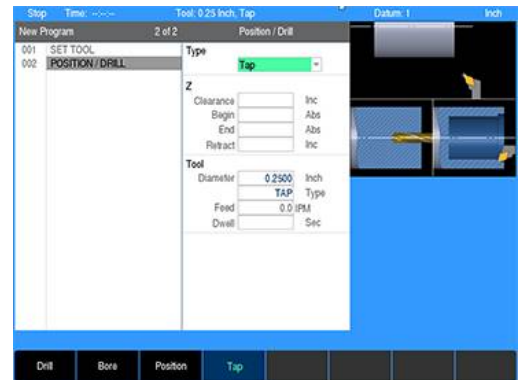 Stop Time: --:--:-- Tool: 0.25 Inch, Tap Datum: 1 Inch
New Program 2 of 2 Position / Drill
001 SET TOOL
002 POSITION / DRILL
Type
Tap
Z
Clearance Inc
Begin Abs
End Abs
Retract Inc
Tool
Diameter 0.2500 Inch
TAP Type
Feed 0.0 IPM
Dwell Sec
Drill Bore Position Tap